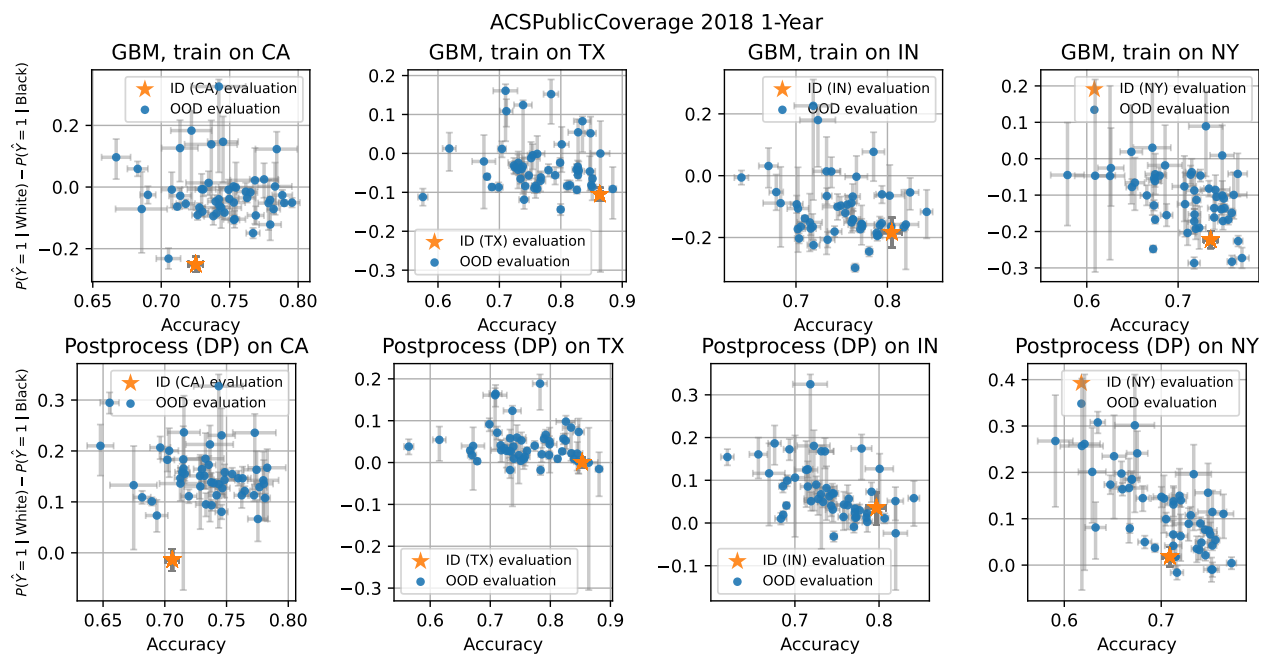 ACSPublicCoverage 2018 1-Year
GBM, train on CA
GBM, train on TX
GBM, train on IN
GBM, train on NY
P(Ŷ = 1 | White) − P(Ŷ = 1 | Black)
0.2
0.0
−0.2
ID (CA) evaluation
OOD evaluation
0.65
0.70
0.75
0.80
Accuracy
0.2
0.1
0.0
−0.1
−0.2
−0.3
ID (TX) evaluation
OOD evaluation
0.6
0.7
0.8
0.9
Accuracy
0.2
0.0
−0.2
ID (IN) evaluation
OOD evaluation
0.7
0.8
Accuracy
0.2
0.1
0.0
−0.1
−0.2
−0.3
ID (NY) evaluation
OOD evaluation
0.6
0.7
Accuracy
Postprocess (DP) on CA
Postprocess (DP) on TX
Postprocess (DP) on IN
Postprocess (DP) on NY
P(Ŷ = 1 | White) − P(Ŷ = 1 | Black)
0.3
0.2
0.1
0.0
ID (CA) evaluation
OOD evaluation
0.65
0.70
0.75
0.80
Accuracy
0.2
0.1
0.0
−0.1
−0.2
−0.3
ID (TX) evaluation
OOD evaluation
0.6
0.7
0.8
0.9
Accuracy
0.3
0.2
0.1
0.0
−0.1
ID (IN) evaluation
OOD evaluation
0.7
0.8
Accuracy
0.4
0.3
0.2
0.1
0.0
ID (NY) evaluation
OOD evaluation
0.6
0.7
Accuracy